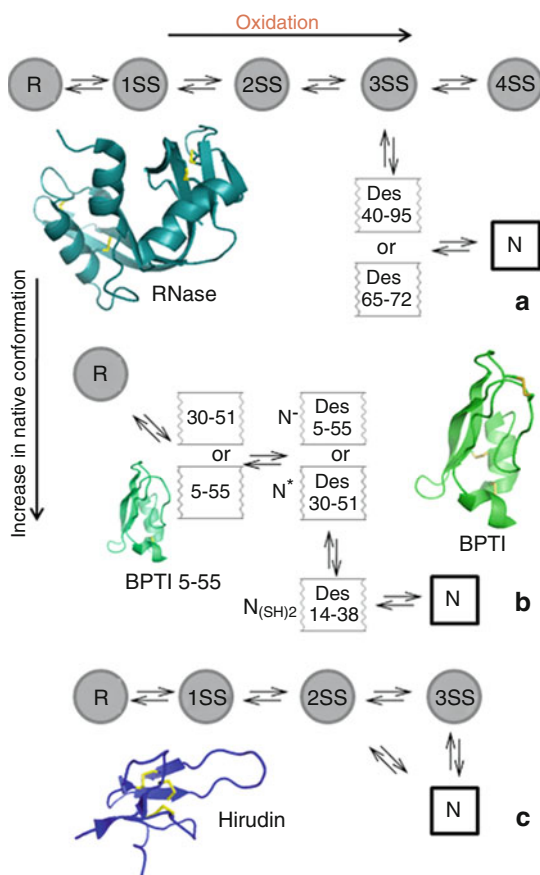 Oxidation
R 1SS 2SS 3SS 4SS
Des
40-95
or
Des
65-72
N
RNase
a
Increase in native conformation
R
30-51
or
5-55
N⁻
Des
5-55
or
N*
Des
30-51
BPTI 5-55
BPTI
N(SH)2
Des
14-38
N
b
R 1SS 2SS 3SS
N
Hirudin
c